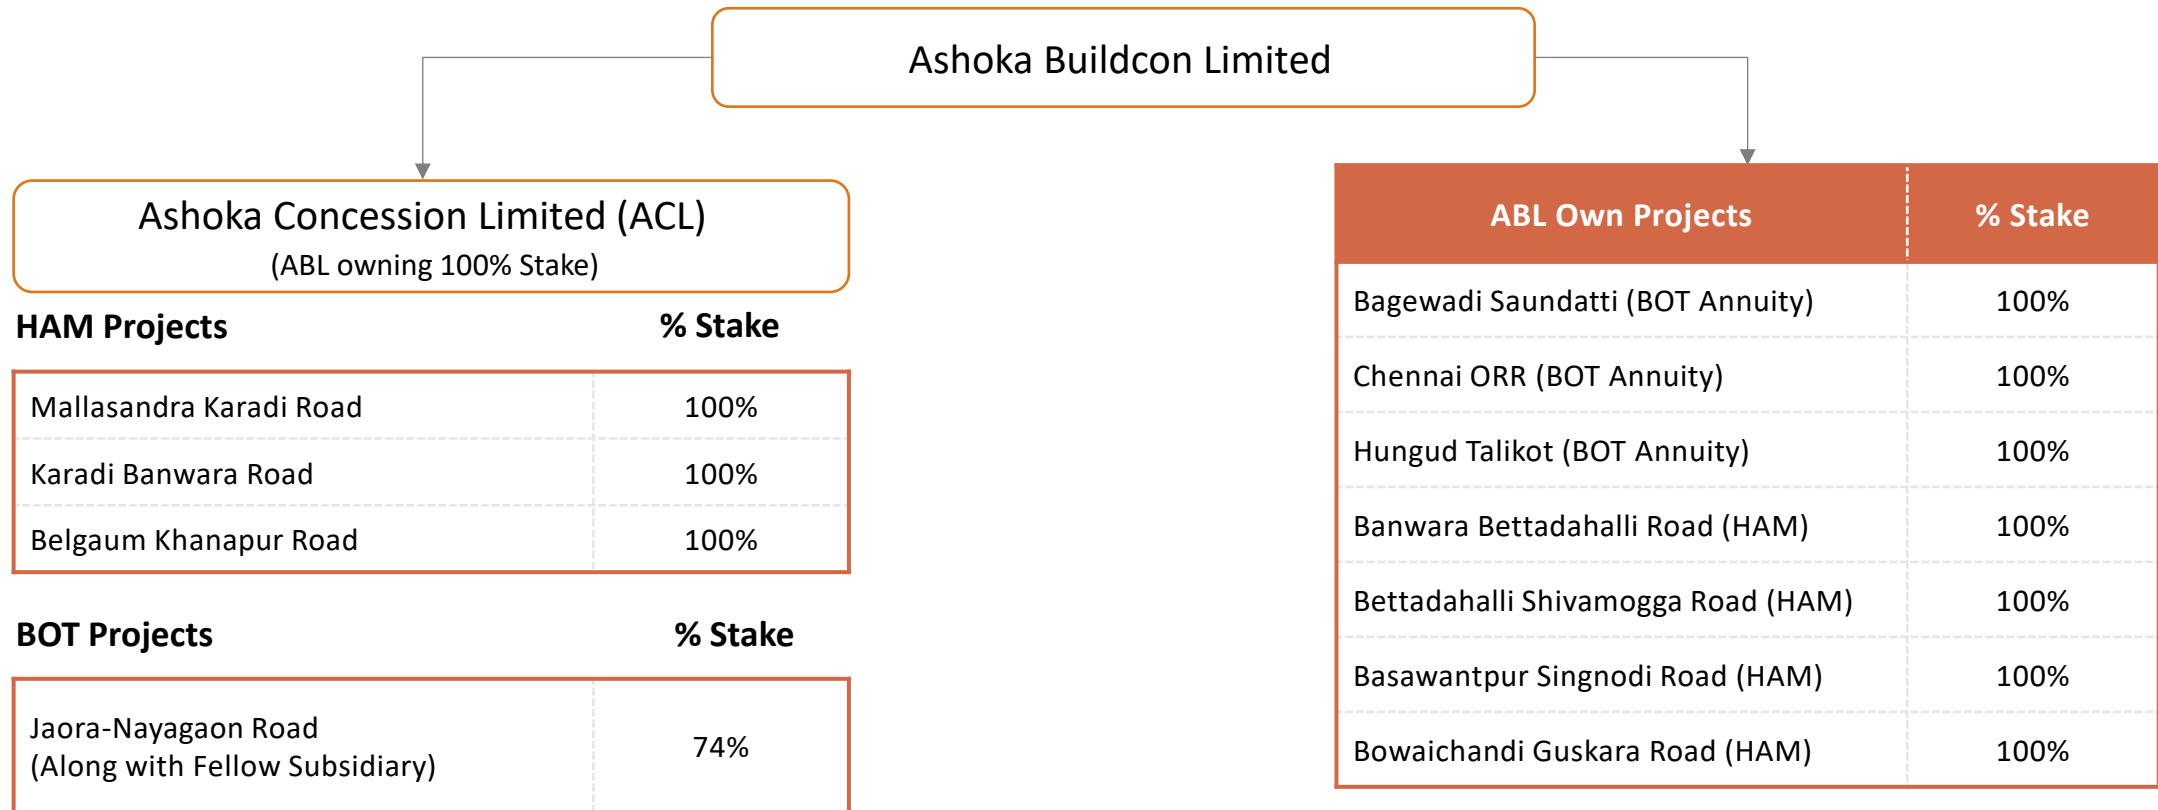 Ashoka Buildcon Limited
Ashoka Concession Limited (ACL)
(ABL owning 100% Stake)
HAM Projects % Stake
Mallasandra Karadi Road 100%
Karadi Banwara Road 100%
Belgaum Khanapur Road 100%
BOT Projects % Stake
Jaora-Nayagaon Road
(Along with Fellow Subsidiary) 74%
ABL Own Projects % Stake
Bagewadi Saundatti (BOT Annuity) 100%
Chennai ORR (BOT Annuity) 100%
Hungud Talikot (BOT Annuity) 100%
Banwara Bettadahalli Road (HAM) 100%
Bettadahalli Shivamogga Road (HAM) 100%
Basawantpur Singnodi Road (HAM) 100%
Bowaichandi Guskara Road (HAM) 100%